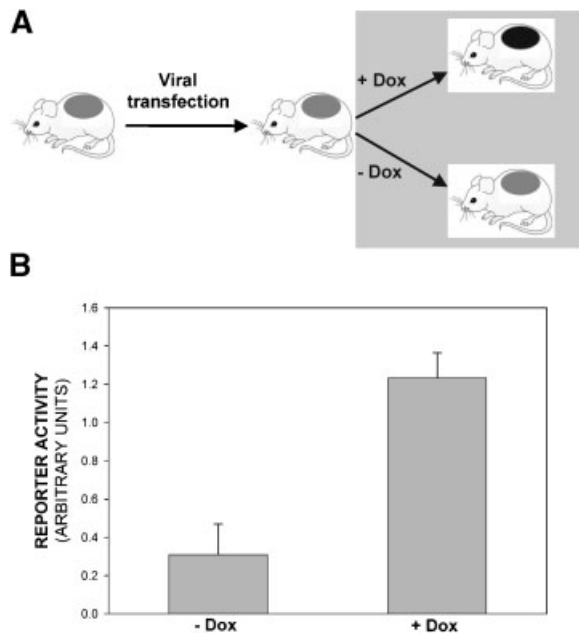 A
Viral
transfection
+ Dox
- Dox
B
REPORTER ACTIVITY
(ARBITRARY UNITS)
1.6
1.4
1.2
1.0
0.8
0.6
0.4
0.2
0.0
- Dox
+ Dox